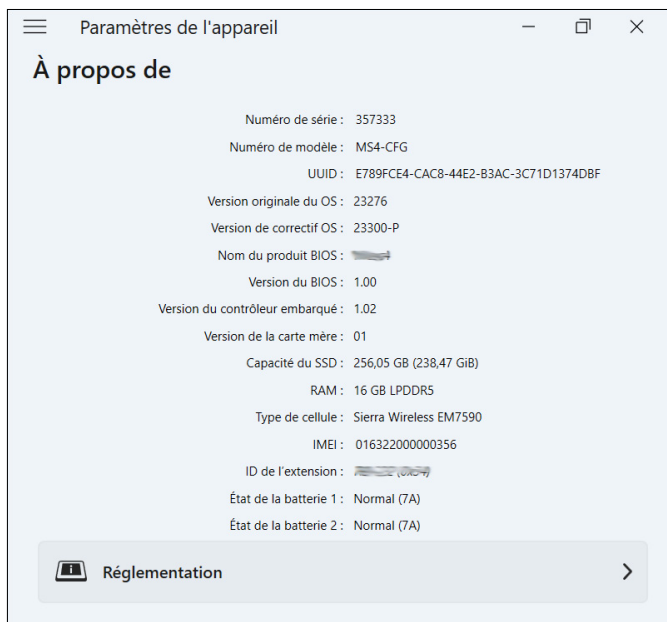 Paramètres de l'appareil
À propos de
Numéro de série : 357333
Numéro de modèle : MS4-CFG
UUID : E789FCE4-CAC8-44E2-B3AC-3C71D1374DBF
Version originale du OS : 23276
Version de correctif OS : 23300-P
Nom du produit BIOS :
Version du BIOS : 1.00
Version du contrôleur embarqué : 1.02
Version de la carte mère : 01
Capacité du SSD : 256,05 GB (238,47 GiB)
RAM : 16 GB LPDDR5
Type de cellule : Sierra Wireless EM7590
IMEI : 016322000000356
ID de l'extension :
État de la batterie 1 : Normal (7A)
État de la batterie 2 : Normal (7A)
Réglementation